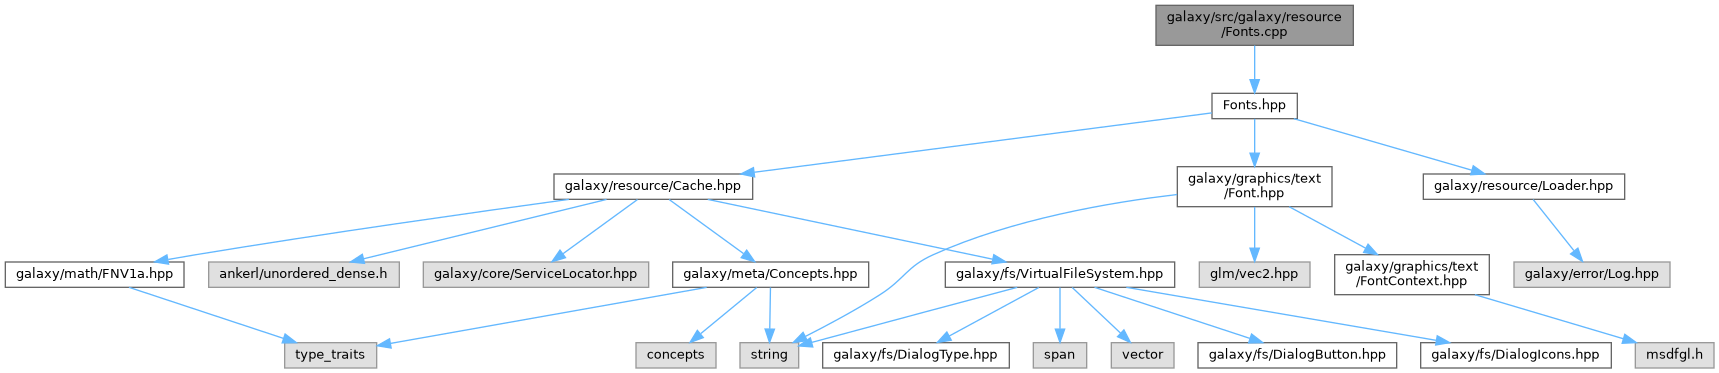 galaxy/src/galaxy/resource
/Fonts.cpp
Fonts.hpp
galaxy/resource/Cache.hpp
galaxy/graphics/text
/Font.hpp
galaxy/resource/Loader.hpp
galaxy/math/FNV1a.hpp
ankerl/unordered_dense.h
galaxy/core/ServiceLocator.hpp
galaxy/meta/Concepts.hpp
galaxy/fs/VirtualFileSystem.hpp
glm/vec2.hpp
galaxy/graphics/text
/FontContext.hpp
galaxy/error/Log.hpp
type_traits
concepts
string
galaxy/fs/DialogType.hpp
span
vector
galaxy/fs/DialogButton.hpp
galaxy/fs/DialogIcons.hpp
msdfgl.h